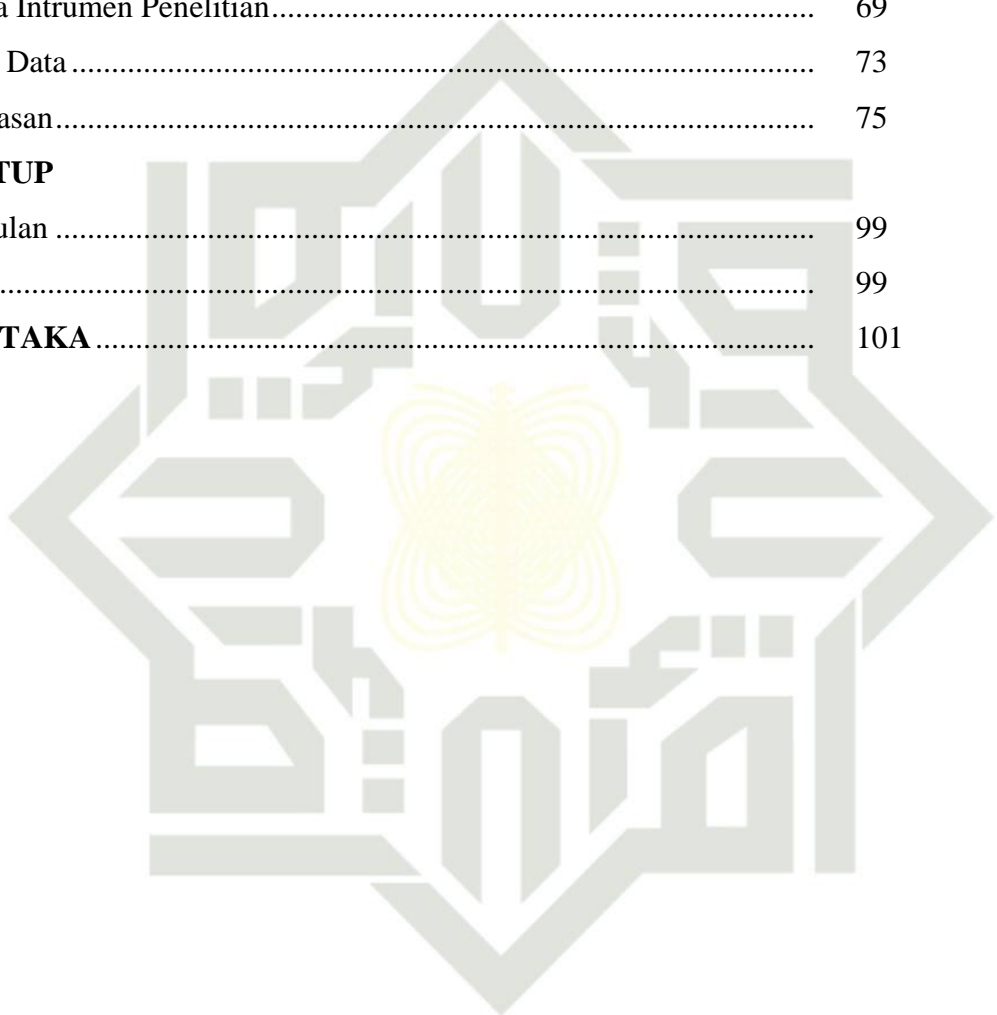 a Intrumen Penelitian........................................................................................ 69
Data........................................................................................ 73
asan........................................................................................ 75
TUP
ulan........................................................................................ 99
........................................................................................ 99
TAKA........................................................................................ 101